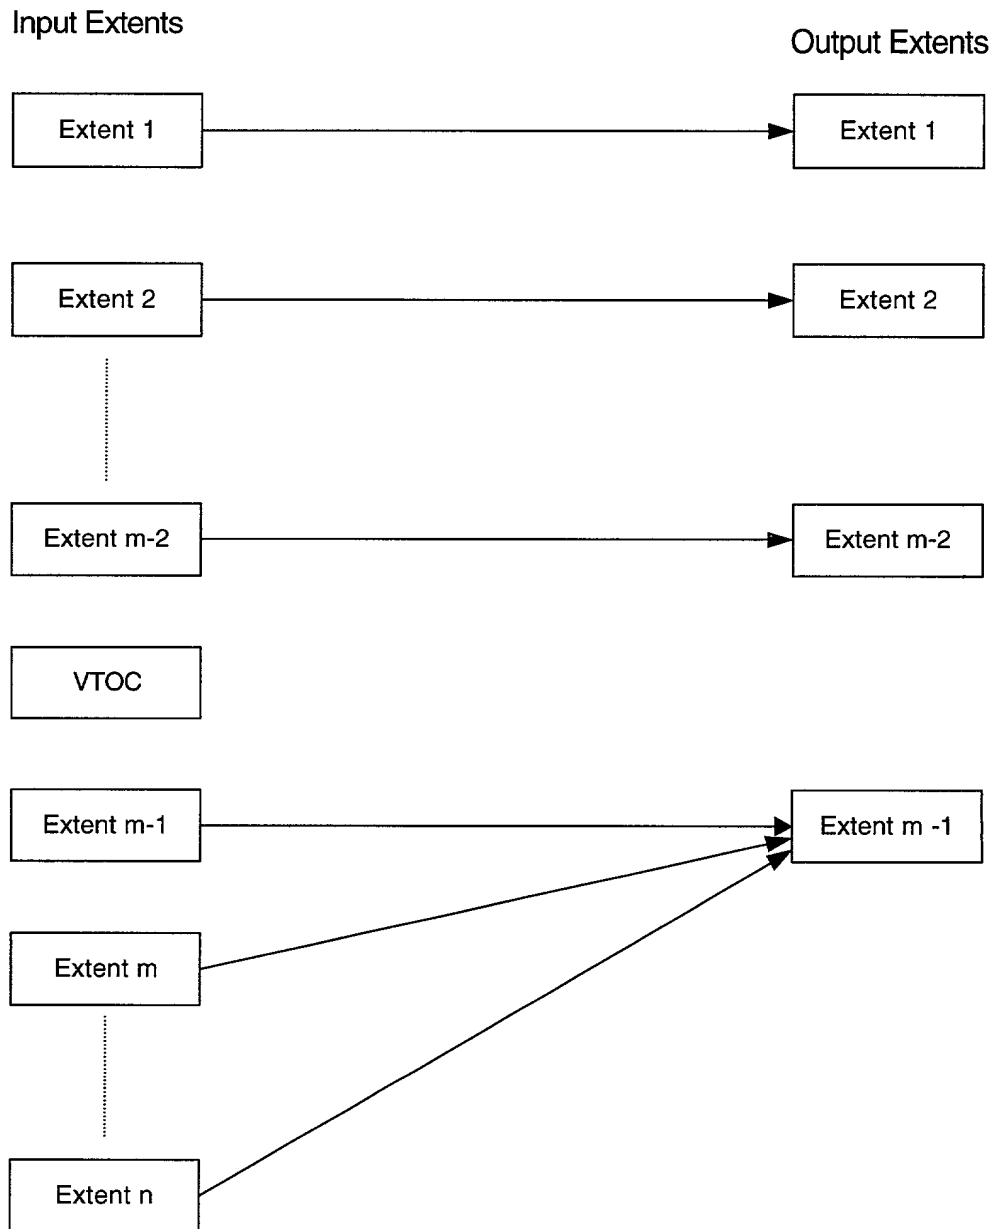 Input Extents
Output Extents
Extent 1
Extent 1
Extent 2
Extent 2
Extent m-2
Extent m-2
VTOC
Extent m-1
Extent m -1
Extent m
Extent n